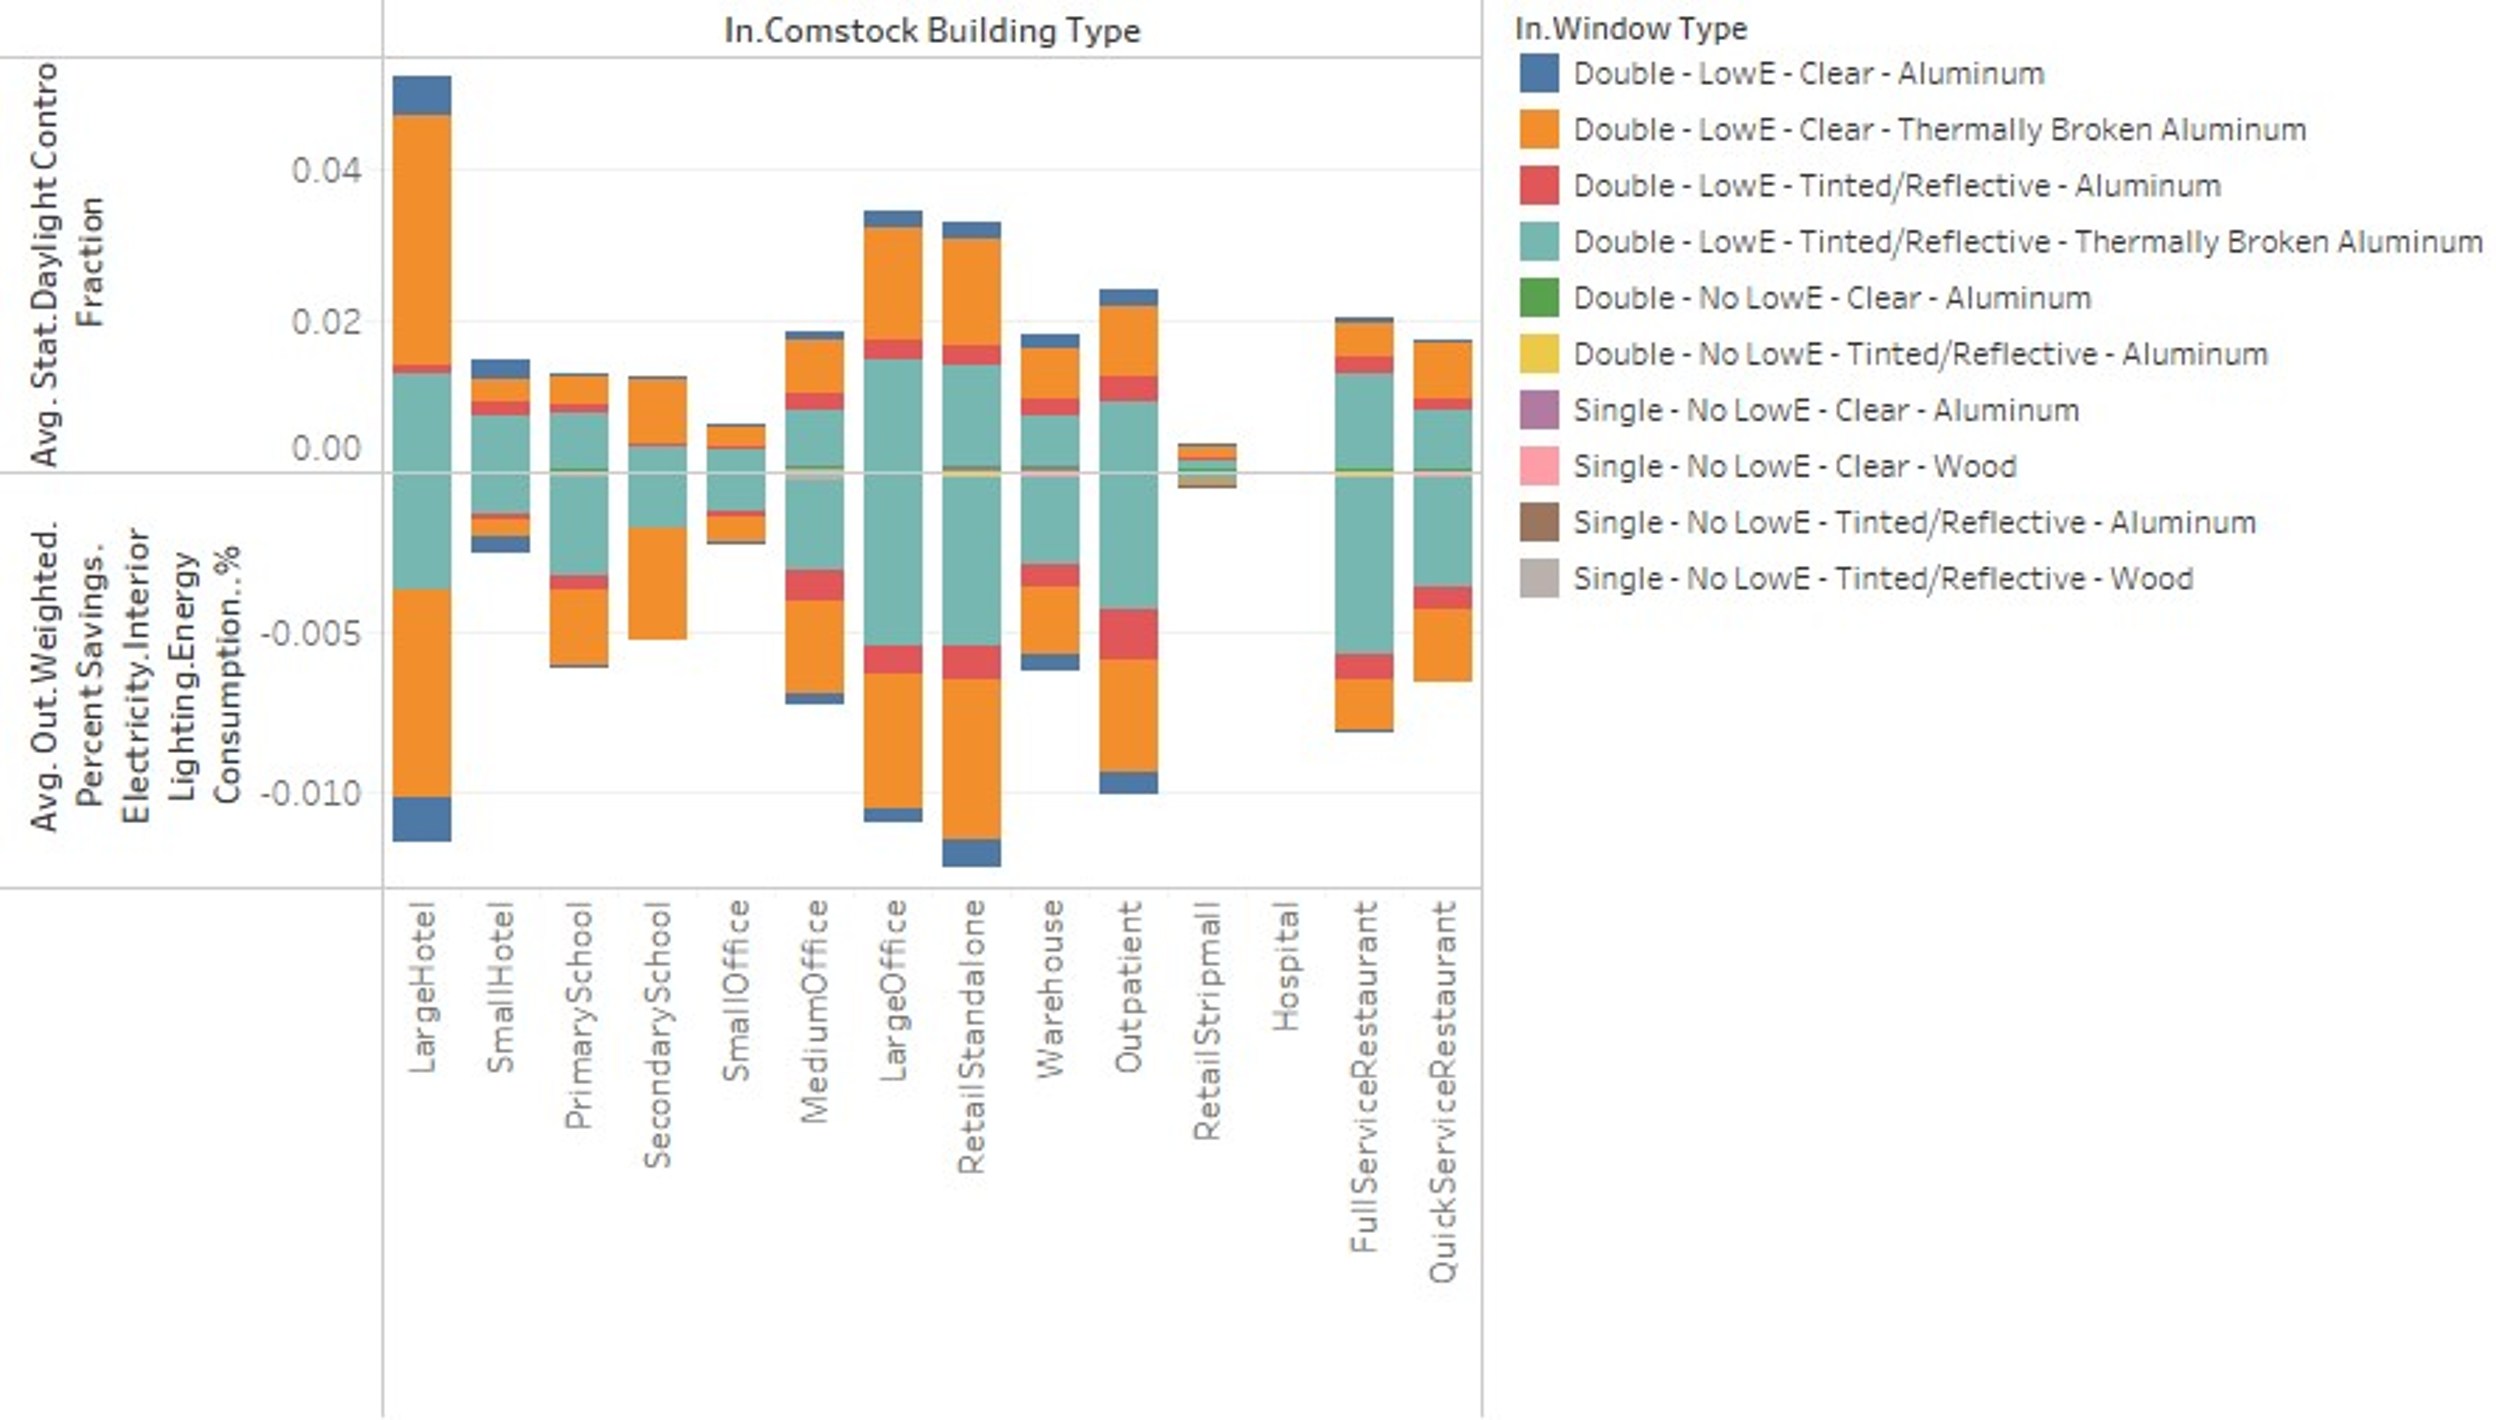 In.Comstock Building Type
Avg. Stat.Daylight Contro
Fraction
0.04
0.02
0.00
Avg. Out.Weighted.
Percent Savings.
Electricity.Interior
Lighting.Energy
Consumption..%
-0.005
-0.010
LargeHotel
SmallHotel
PrimarySchool
SecondarySchool
SmallOffice
MediumOffice
LargeOffice
RetailStandalone
Warehouse
Outpatient
RetailStripmall
Hospital
FullServiceRestaurant
QuickServiceRestaurant
In.Window Type
Double - LowE - Clear - Aluminum
Double - LowE - Clear - Thermally Broken Aluminum
Double - LowE - Tinted/Reflective - Aluminum
Double - LowE - Tinted/Reflective - Thermally Broken Aluminum
Double - No LowE - Clear - Aluminum
Double - No LowE - Tinted/Reflective - Aluminum
Single - No LowE - Clear - Aluminum
Single - No LowE - Clear - Wood
Single - No LowE - Tinted/Reflective - Aluminum
Single - No LowE - Tinted/Reflective - Wood